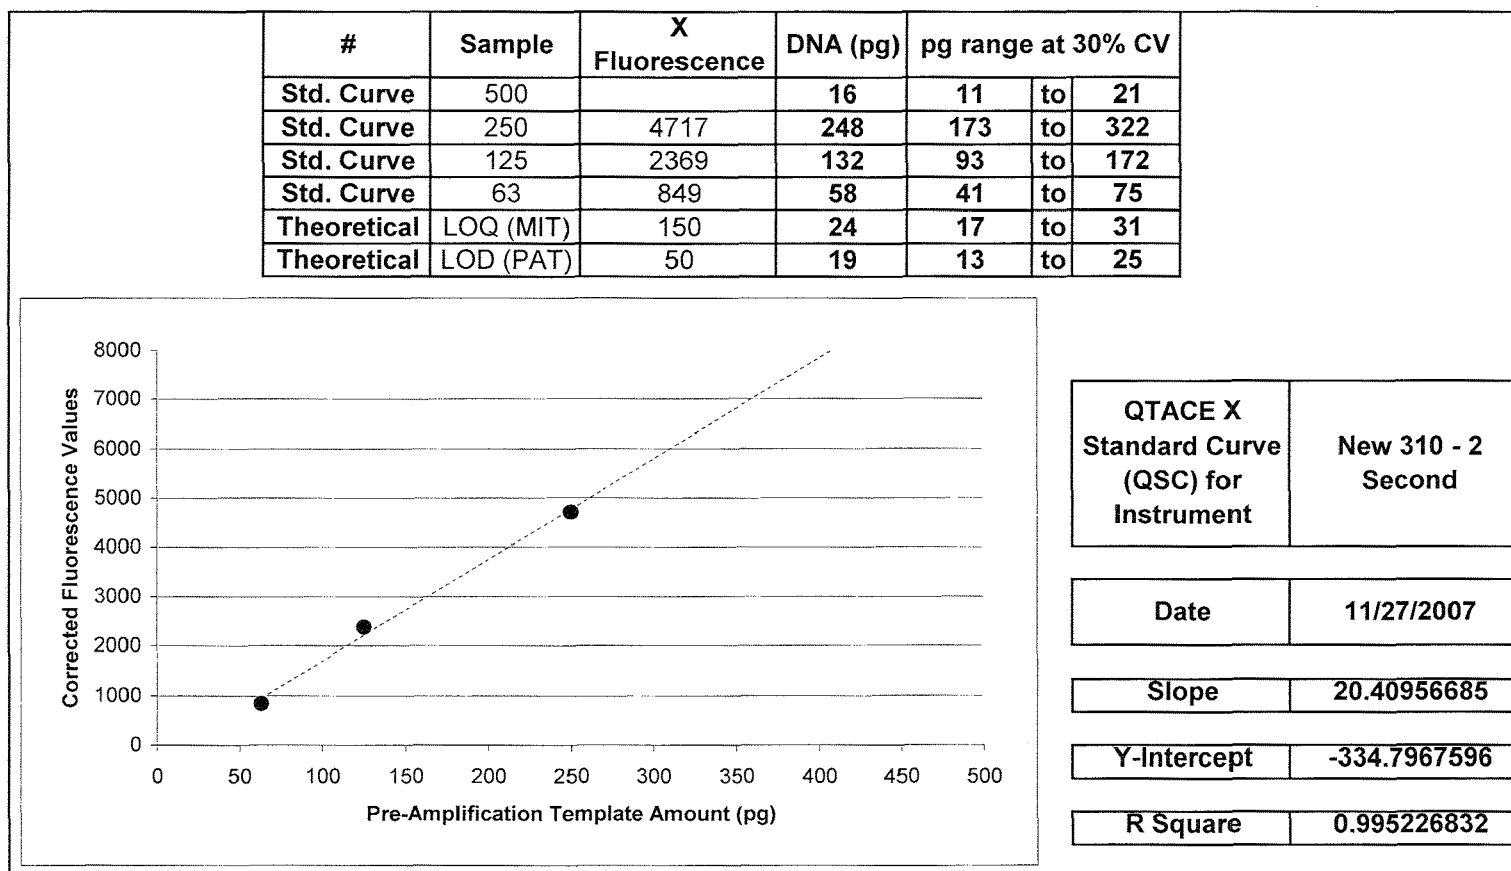 # Sample X Fluorescence DNA (pg) pg range at 30% CV
Std. Curve 500 16 11 to 21
Std. Curve 250 4717 248 173 to 322
Std. Curve 125 2369 132 93 to 172
Std. Curve 63 849 58 41 to 75
Theoretical LOQ (MIT) 150 24 17 to 31
Theoretical LOD (PAT) 50 19 13 to 25
Corrected Fluorescence Values
8000
7000
6000
5000
4000
3000
2000
1000
0
0 50 100 150 200 250 300 350 400 450 500
Pre-Amplification Template Amount (pg)
QTACE X
Standard Curve
(QSC) for
Instrument
New 310 - 2
Second
Date 11/27/2007
Slope 20.40956685
Y-Intercept -334.7967596
R Square 0.995226832